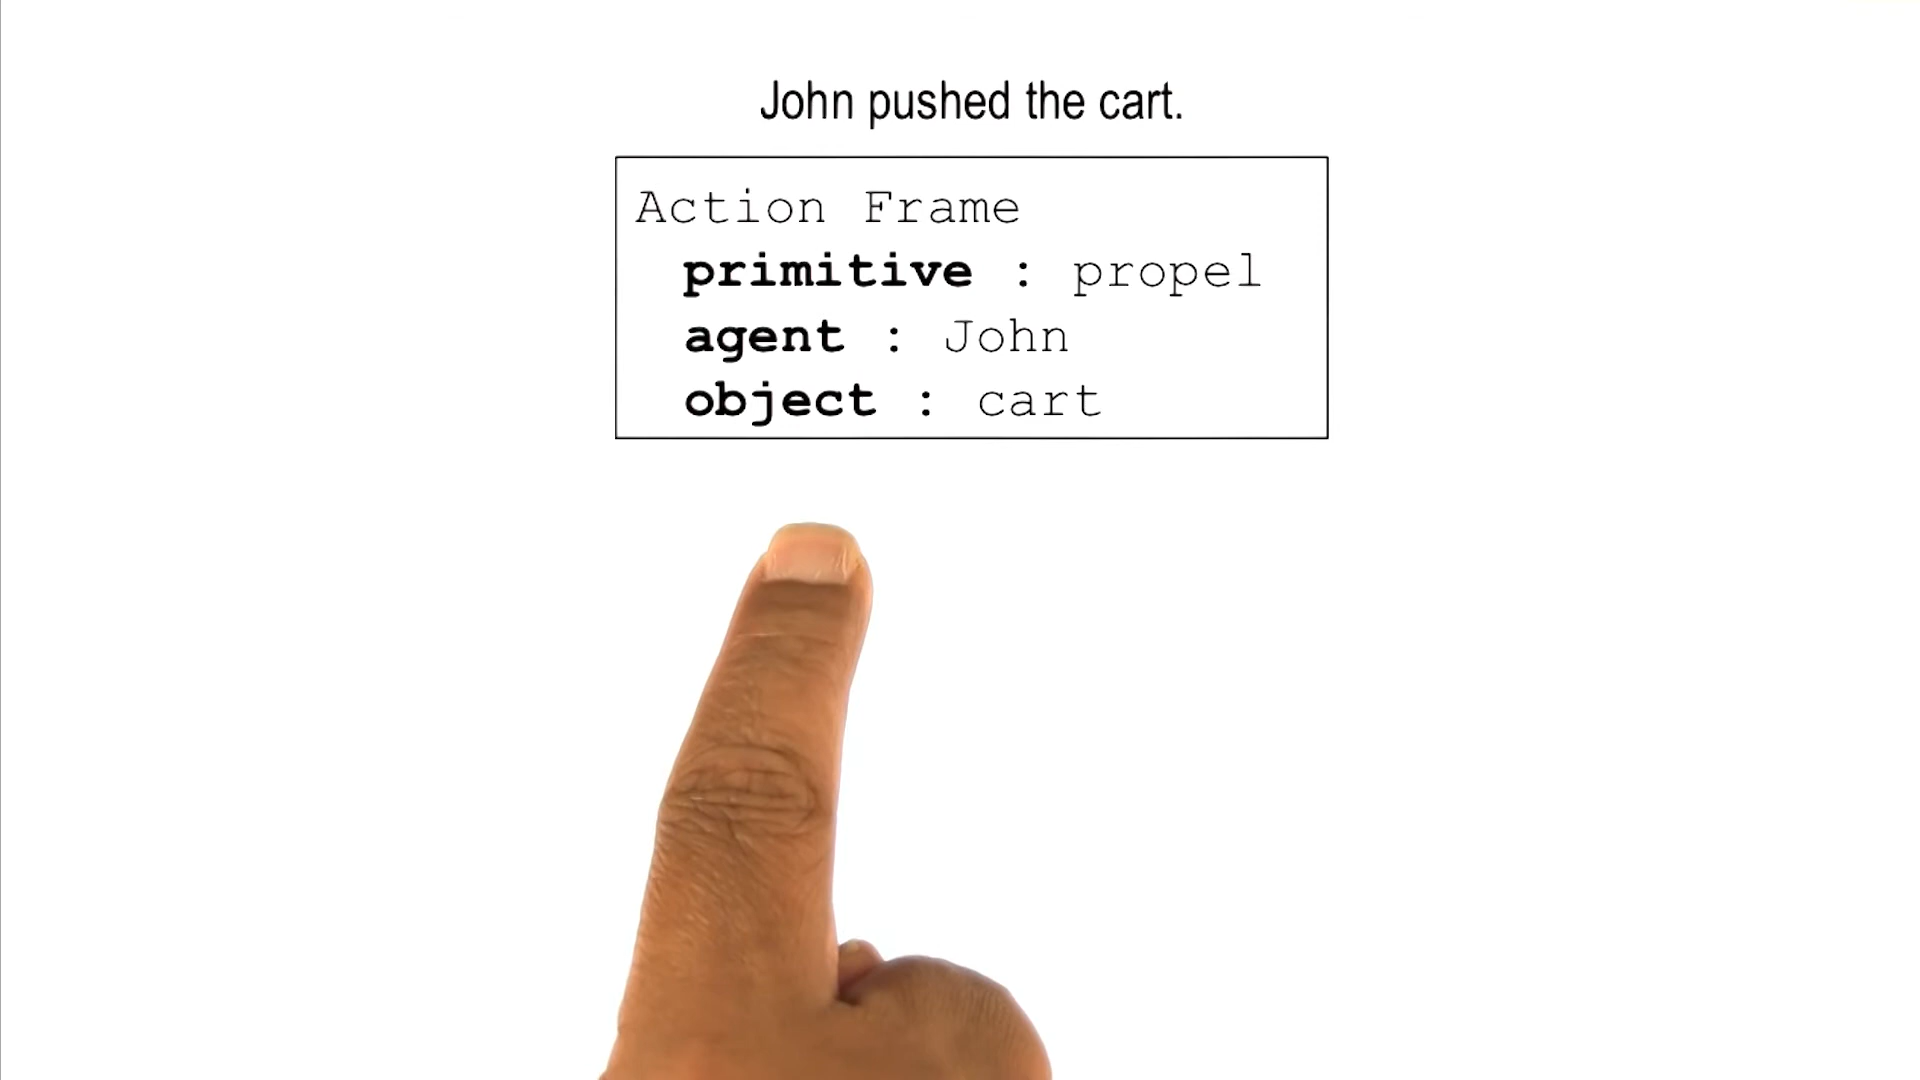 John pushed the cart.
Action Frame
primitive : propel
agent : John
object : cart